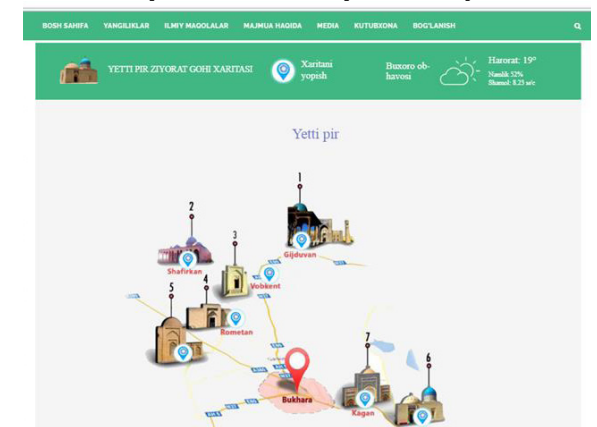 BOSH SAHIFA YANGILIKLAR ILMIY MAQOLALAR MAJMUA HAQIDA MEDIA KUTUBXONA BOG'LANISH
YETTI PIR ZIYORAT GOHI XARITASI
Xaritani
yopish
Buxoro ob-
havosi
Harorat: 19°
Namlik 52%
Shamol: 8.23 m/c
Yetti pir
1
2
3
Gijduvan
Shafirkan
Vobkent
4
5
Rometan
7
6
Bukhara
Kagan